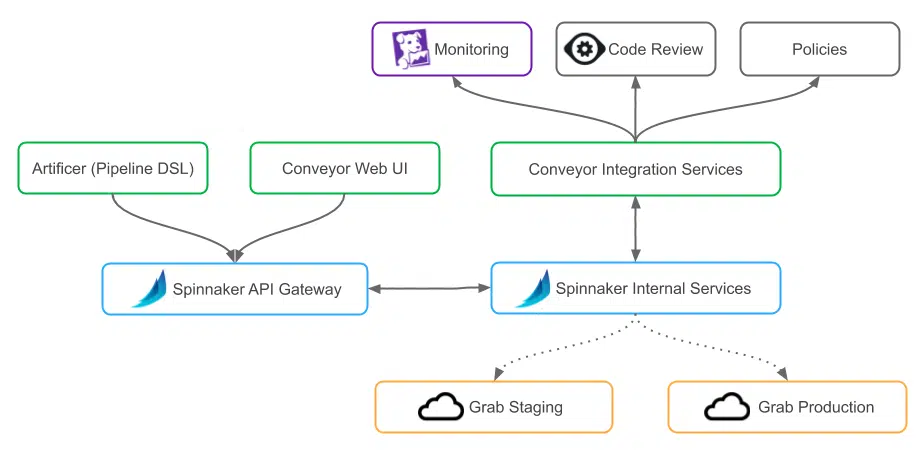 Monitoring
Code Review
Policies
Artificer (Pipeline DSL)
Conveyor Web UI
Conveyor Integration Services
Spinnaker API Gateway
Spinnaker Internal Services
Grab Staging
Grab Production